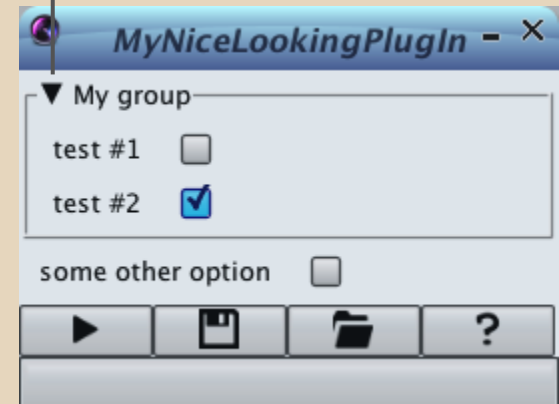 MyNiceLookingPlugIn
My group
test #1
test #2
some other option
?